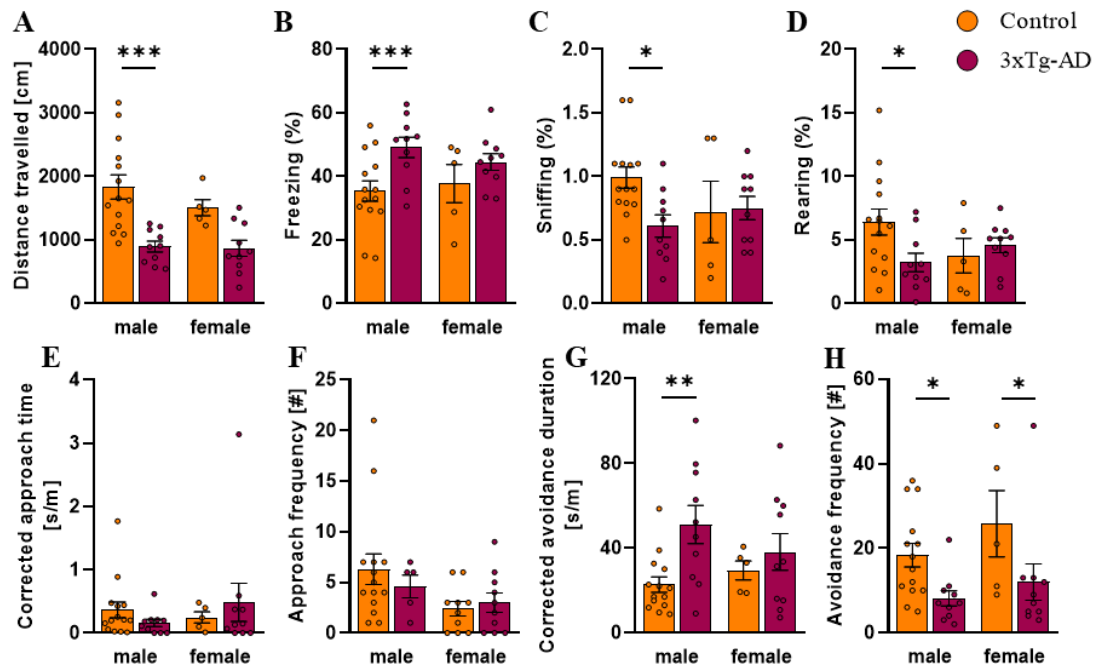 A
B
C
D
Control
3xTg-AD
Distance travelled [cm]
4000
3000
2000
1000
0
***
male
female
Freezing (%)
80
60
40
20
0
***
male
female
Sniffing (%)
2.0
1.5
1.0
0.5
0.0
*
male
female
Rearing (%)
20
15
10
5
0
*
male
female
E
F
G
H
Corrected approach time
[s/m]
4
3
2
1
0
male
female
Approach frequency [#]
25
20
15
10
5
0
male
female
Corrected avoidance duration
[s/m]
120
80
40
0
**
male
female
Avoidance frequency [#]
60
40
20
0
*
*
male
female